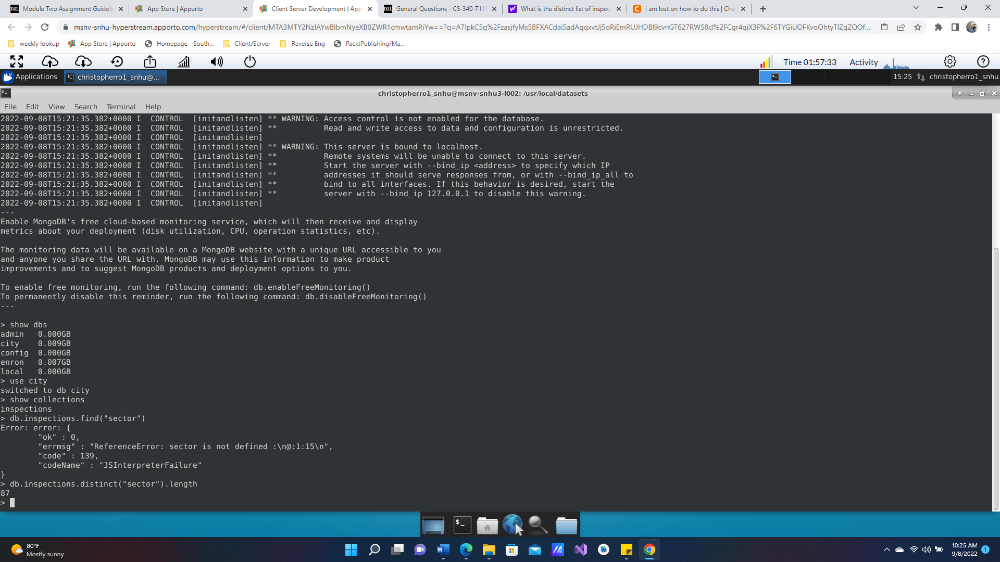 Module Two Assignment Guideli
App Store | Apporto
Client Server Development | App
General Questions - CS-340-T119
What is the distinct list of inspect
i am lost on how to do this | Che
weekly lookup
App Store | Apporto
Homepage - South...
Client/Server
Reverse Eng
PacktPublishing/Ma...
Time 01:57:33
Activity
Applications
christopherro1_snhu@...
15:25
christopherro1_snhu
christopherro1_snhu@msnv-snhu3-l002: /usr/local/datasets
File Edit View Search Terminal Help
2022-09-08T15:21:35.382+0000 I  CONTROL  [initandlisten] ** WARNING: Access control is not enabled for the database.
2022-09-08T15:21:35.382+0000 I  CONTROL  [initandlisten] **          Read and write access to data and configuration is unrestricted.
2022-09-08T15:21:35.382+0000 I  CONTROL  [initandlisten]
2022-09-08T15:21:35.382+0000 I  CONTROL  [initandlisten] ** WARNING: This server is bound to localhost.
2022-09-08T15:21:35.382+0000 I  CONTROL  [initandlisten] **          Remote systems will be unable to connect to this server.
2022-09-08T15:21:35.382+0000 I  CONTROL  [initandlisten] **          Start the server with --bind_ip <address> to specify which IP
2022-09-08T15:21:35.382+0000 I  CONTROL  [initandlisten] **          addresses it should serve responses from, or with --bind_ip_all to
2022-09-08T15:21:35.382+0000 I  CONTROL  [initandlisten] **          bind to all interfaces. If this behavior is desired, start the
2022-09-08T15:21:35.382+0000 I  CONTROL  [initandlisten] **          server with --bind_ip 127.0.0.1 to disable this warning.
2022-09-08T15:21:35.382+0000 I  CONTROL  [initandlisten]
---
Enable MongoDB's free cloud-based monitoring service, which will then receive and display
metrics about your deployment (disk utilization, CPU, operation statistics, etc).
The monitoring data will be available on a MongoDB website with a unique URL accessible to you
and anyone you share the URL with. MongoDB may use this information to make product
improvements and to suggest MongoDB products and deployment options to you.
To enable free monitoring, run the following command: db.enableFreeMonitoring()
To permanently disable this reminder, run the following command: db.disableFreeMonitoring()
---
> show dbs
admin   0.000GB
city    0.009GB
config  0.000GB
enron   0.007GB
local   0.000GB
> use city
switched to db city
> show collections
inspections
> db.inspections.find("sector")
Error: error: {
        "ok" : 0,
        "errmsg" : "ReferenceError: sector is not defined :\n@:1:15\n",
        "code" : 139,
        "codeName" : "JSInterpreterFailure"
}
> db.inspections.distinct("sector").length
87
>
80°F
Mostly sunny
10:25 AM
9/8/2022
1